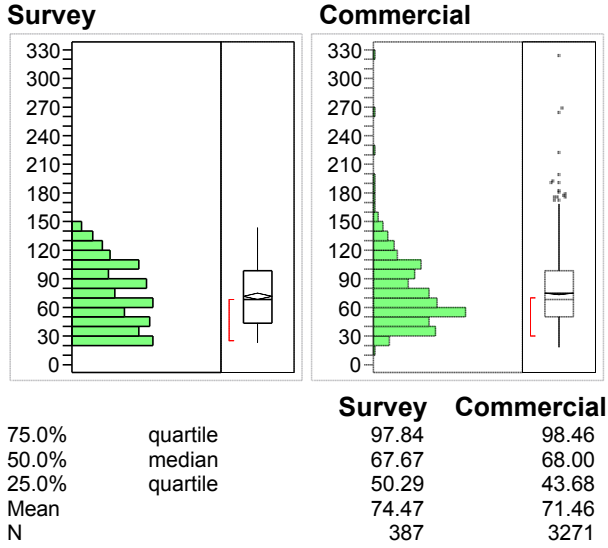 Survey Commercial
330 330
300 300
270 270
240 240
210 210
180 180
150 150
120 120
90 90
60 60
30 30
0 0
Survey Commercial
75.0% quartile 97.84 98.46
50.0% median 67.67 68.00
25.0% quartile 50.29 43.68
Mean 74.47 71.46
N 387 3271